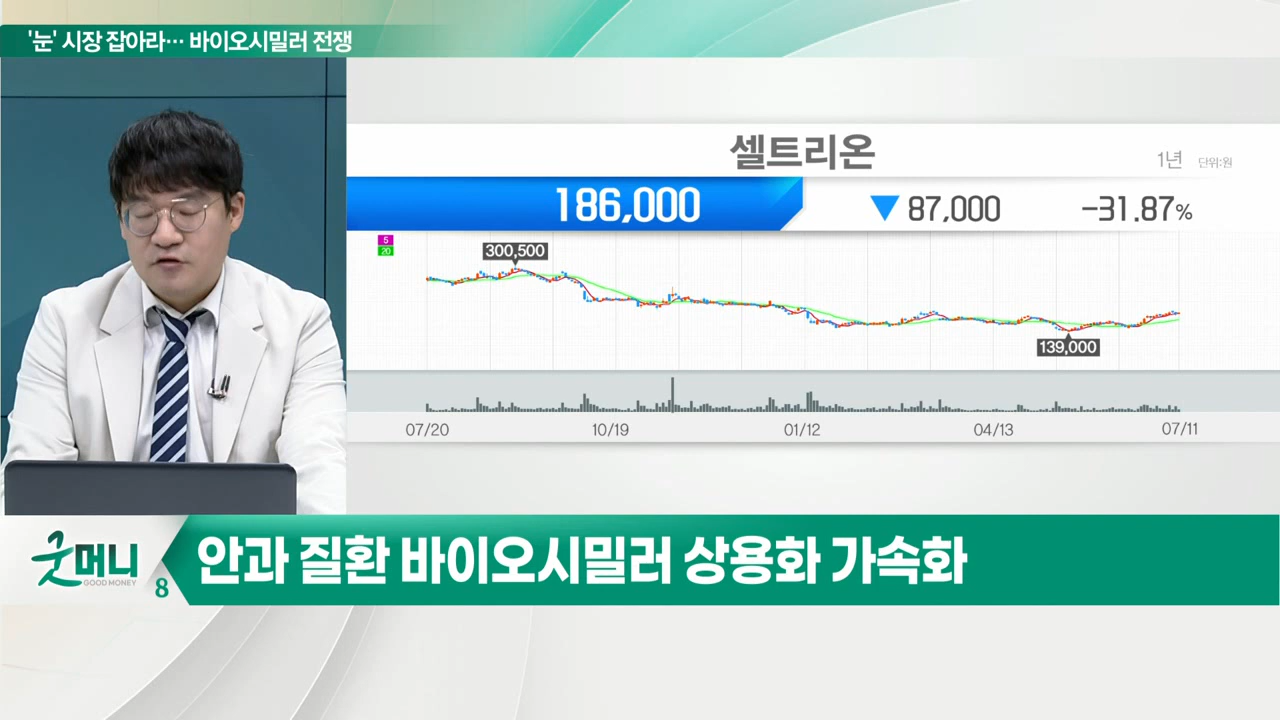 '눈' 시장 잡아라… 바이오시밀러 전쟁
셀트리온
1년 단위:원
186,000 ▼ 87,000 -31.87%
5
20
300,500
139,000
07/20 10/19 01/12 04/13 07/11
굿머니
GOOD MONEY
8
안과 질환 바이오시밀러 상용화 가속화